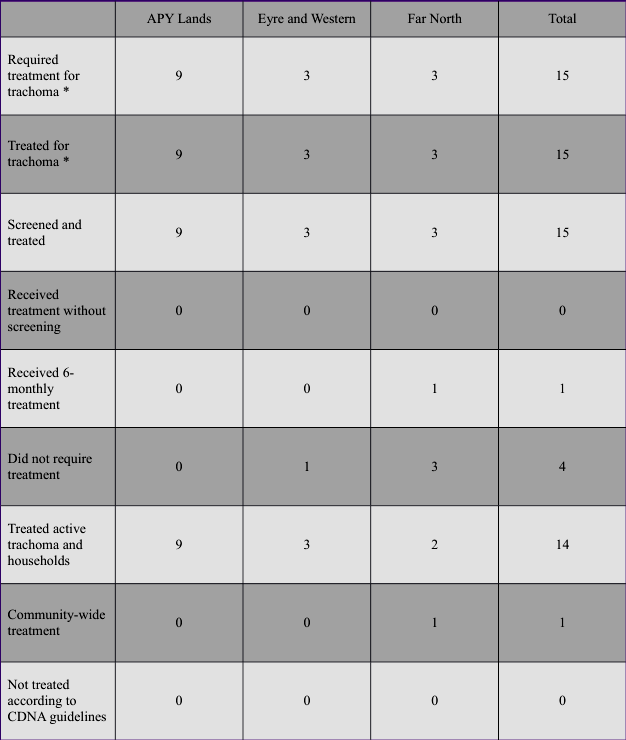 APY Lands Eyre and Western Far North Total
Required
treatment for
trachoma *
9 3 3 15
Treated for
trachoma *
9 3 3 15
Screened and
treated
9 3 3 15
Received
treatment without
screening
0 0 0 0
Received 6-
monthly
treatment
0 0 1 1
Did not require
treatment
0 1 3 4
Treated active
trachoma and
households
9 3 2 14
Community-wide
treatment
0 0 1 1
Not treated
according to
CDNA guidelines
0 0 0 0